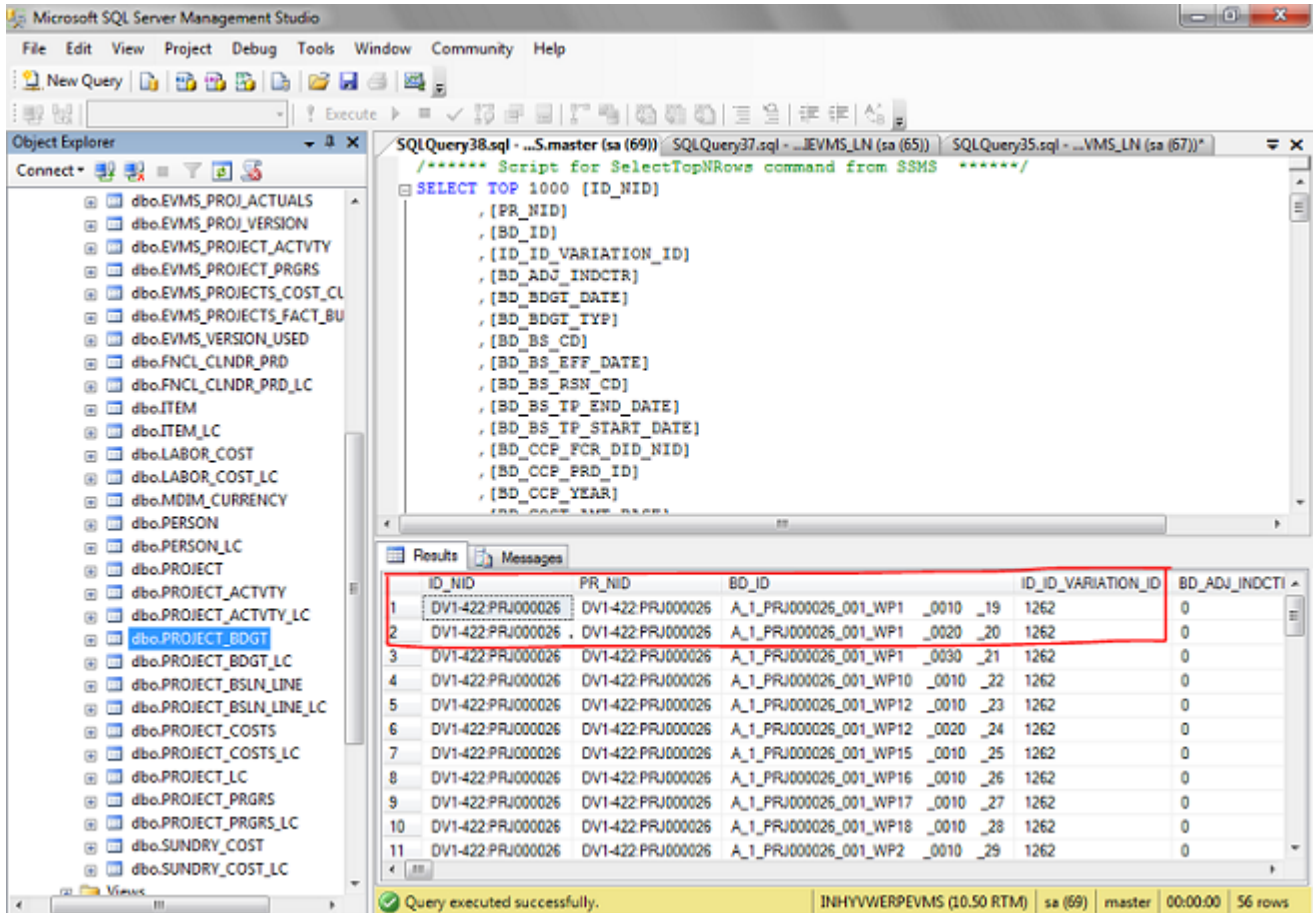 Microsoft SQL Server Management Studio
File Edit View Project Debug Tools Window Community Help
New Query
Execute
Object Explorer
Connect
dbo.EVMS_PROJ_ACTUALS
dbo.EVMS_PROJ_VERSION
dbo.EVMS_PROJECT_ACTVTY
dbo.EVMS_PROJECT_PRGRS
dbo.EVMS_PROJECTS_COST_CL
dbo.EVMS_PROJECTS_FACT_BU
dbo.EVMS_VERSION_USED
dbo.FNCL_CLNDR_PRD
dbo.FNCL_CLNDR_PRD_LC
dbo.ITEM
dbo.ITEM_LC
dbo.LABOR_COST
dbo.LABOR_COST_LC
dbo.MDIM_CURRENCY
dbo.PERSON
dbo.PERSON_LC
dbo.PROJECT
dbo.PROJECT_ACTVTY
dbo.PROJECT_ACTVTY_LC
dbo.PROJECT_BDGT
dbo.PROJECT_BDGT_LC
dbo.PROJECT_BSLN_LINE
dbo.PROJECT_BSLN_LINE_LC
dbo.PROJECT_COSTS
dbo.PROJECT_COSTS_LC
dbo.PROJECT_LC
dbo.PROJECT_PRGRS
dbo.PROJECT_PRGRS_LC
dbo.SUNDRY_COST
dbo.SUNDRY_COST_LC
Views
SQLQuery38.sql - ...S.master (sa (69)) SQLQuery37.sql - ...IEVMS_LN (sa (65)) SQLQuery35.sql - ...VMS_LN (sa (67))*
/****** Script for SelectTopNRows command from SSMS ******/
SELECT TOP 1000 [ID_NID]
,[PR_NID]
,[BD_ID]
,[ID_ID_VARIATION_ID]
,[BD_ADJ_INDCTR]
,[BD_BDGT_DATE]
,[BD_BDGT_TYP]
,[BD_BS_CD]
,[BD_BS_EFF_DATE]
,[BD_BS_RSN_CD]
,[BD_BS_TP_END_DATE]
,[BD_BS_TP_START_DATE]
,[BD_CCP_FCR_DID_NID]
,[BD_CCP_PRD_ID]
,[BD_CCP_YEAR]
Results Messages
ID_NID PR_NID BD_ID ID_ID_VARIATION_ID BD_ADJ_INDCTI
1 DV1-422:PRJ000026 DV1-422:PRJ000026 A_1_PRJ000026_001_WP1 _0010 _19 1262 0
2 DV1-422:PRJ000026 . DV1-422:PRJ000026 A_1_PRJ000026_001_WP1 _0020 _20 1262 0
3 DV1-422:PRJ000026 DV1-422:PRJ000026 A_1_PRJ000026_001_WP1 _0030 _21 1262 0
4 DV1-422:PRJ000026 DV1-422:PRJ000026 A_1_PRJ000026_001_WP10 _0010 _22 1262 0
5 DV1-422:PRJ000026 DV1-422:PRJ000026 A_1_PRJ000026_001_WP12 _0010 _23 1262 0
6 DV1-422:PRJ000026 DV1-422:PRJ000026 A_1_PRJ000026_001_WP12 _0020 _24 1262 0
7 DV1-422:PRJ000026 DV1-422:PRJ000026 A_1_PRJ000026_001_WP15 _0010 _25 1262 0
8 DV1-422:PRJ000026 DV1-422:PRJ000026 A_1_PRJ000026_001_WP16 _0010 _26 1262 0
9 DV1-422:PRJ000026 DV1-422:PRJ000026 A_1_PRJ000026_001_WP17 _0010 _27 1262 0
10 DV1-422:PRJ000026 DV1-422:PRJ000026 A_1_PRJ000026_001_WP18 _0010 _28 1262 0
11 DV1-422:PRJ000026 DV1-422:PRJ000026 A_1_PRJ000026_001_WP2 _0010 _29 1262 0
Query executed successfully. INHYVWERPEVMS (10.50 RTM) sa (69) master 00:00:00 56 rows